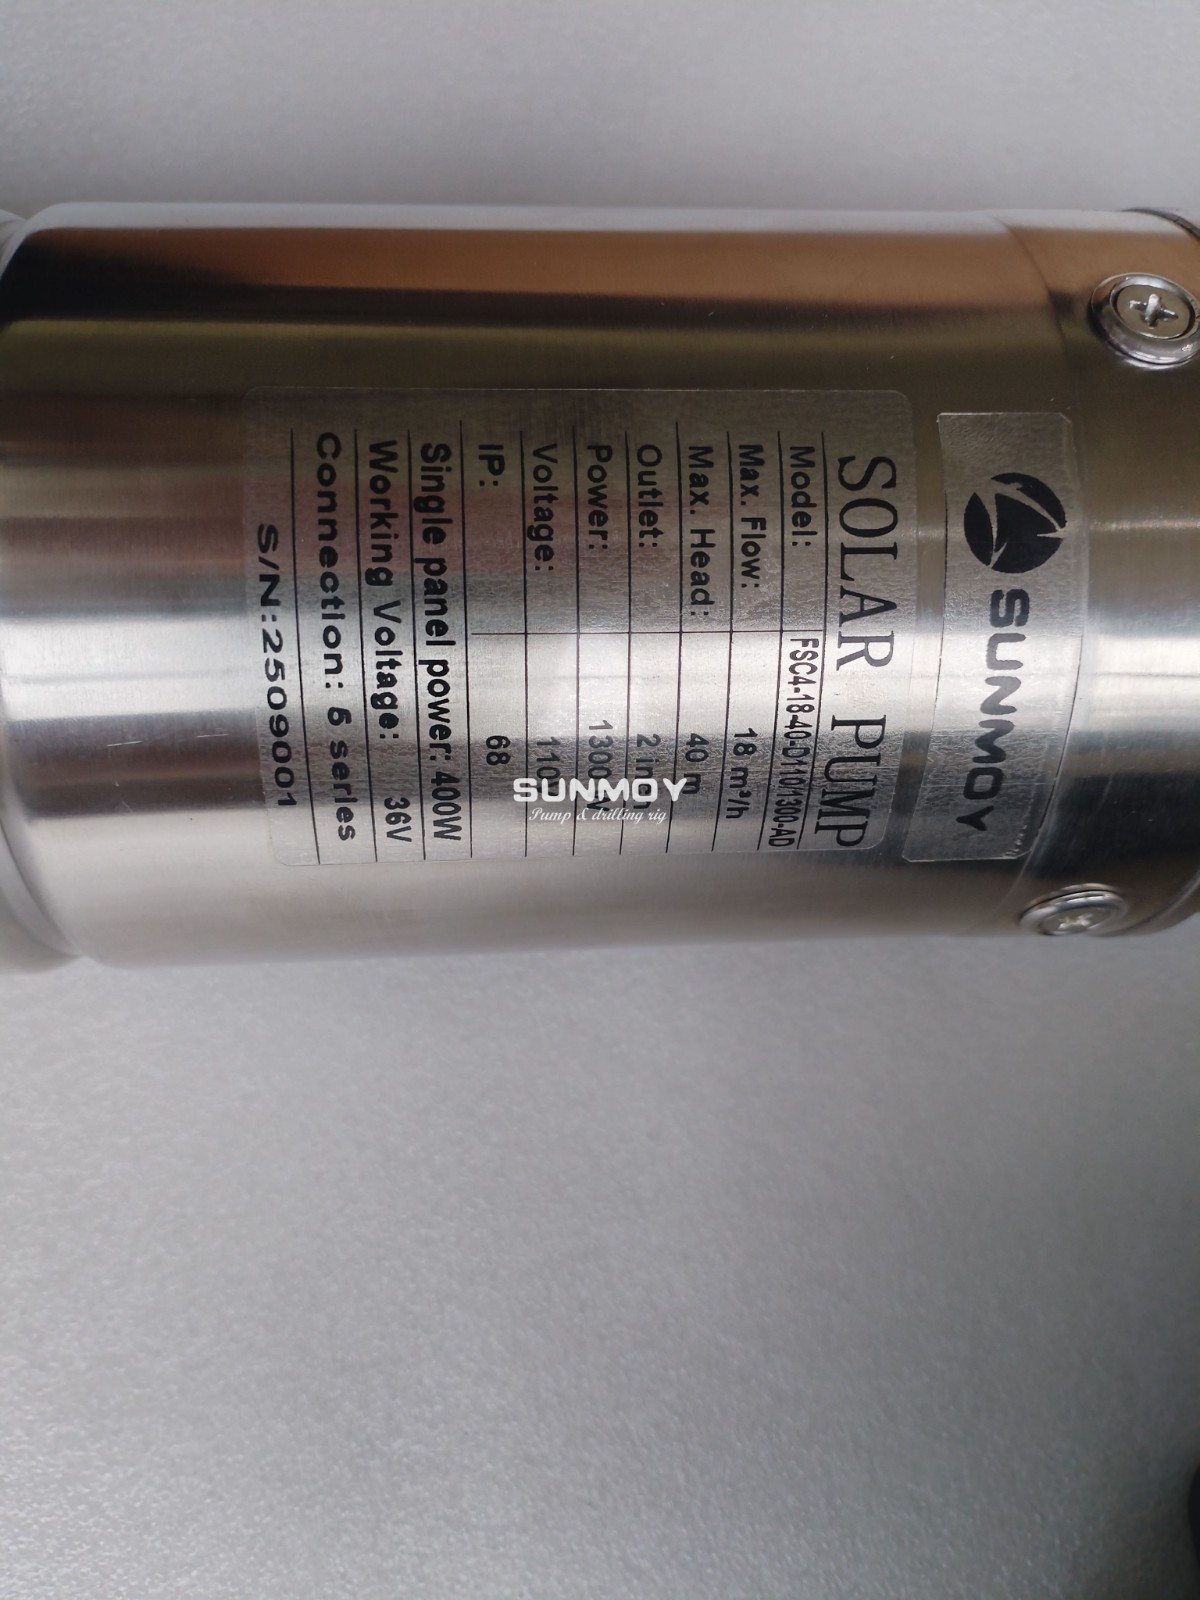 SUNMOY
SOLAR PUMP
Model: FSC4-18-40-D110/1300-AD
Max. Flow: 18 m³/h
Max. Head: 40 m
Outlet: 2 inch
Power: 1300W
Voltage: 110V
IP: 68
Single panel power: 400W
Working Voltage: 36V
Connection: 5 series
S/N:2509001
SUNMOY
Pump & drilling rig